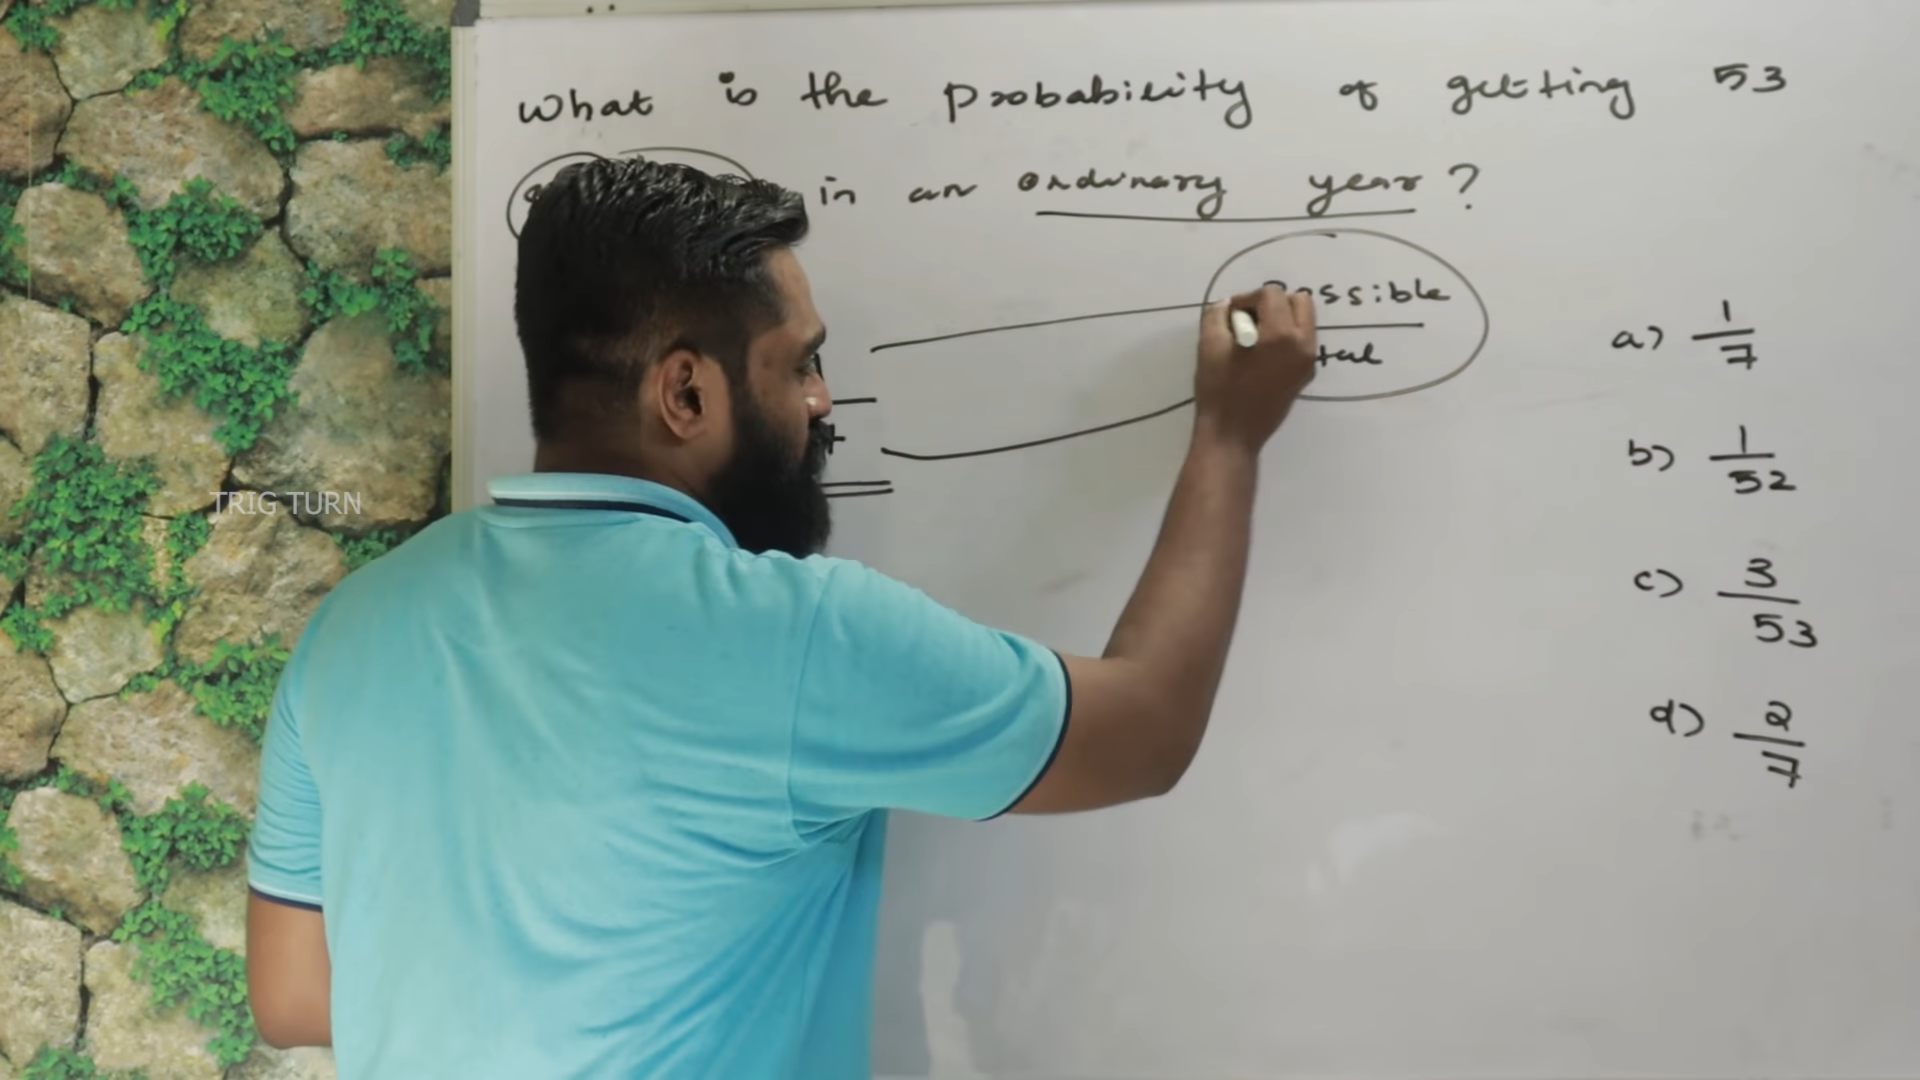 What is the probability of getting 53
in an ordinary year?
Possible
a) 1/7
b) 1/52
c) 3/53
d) 2/7
TRIG TURN